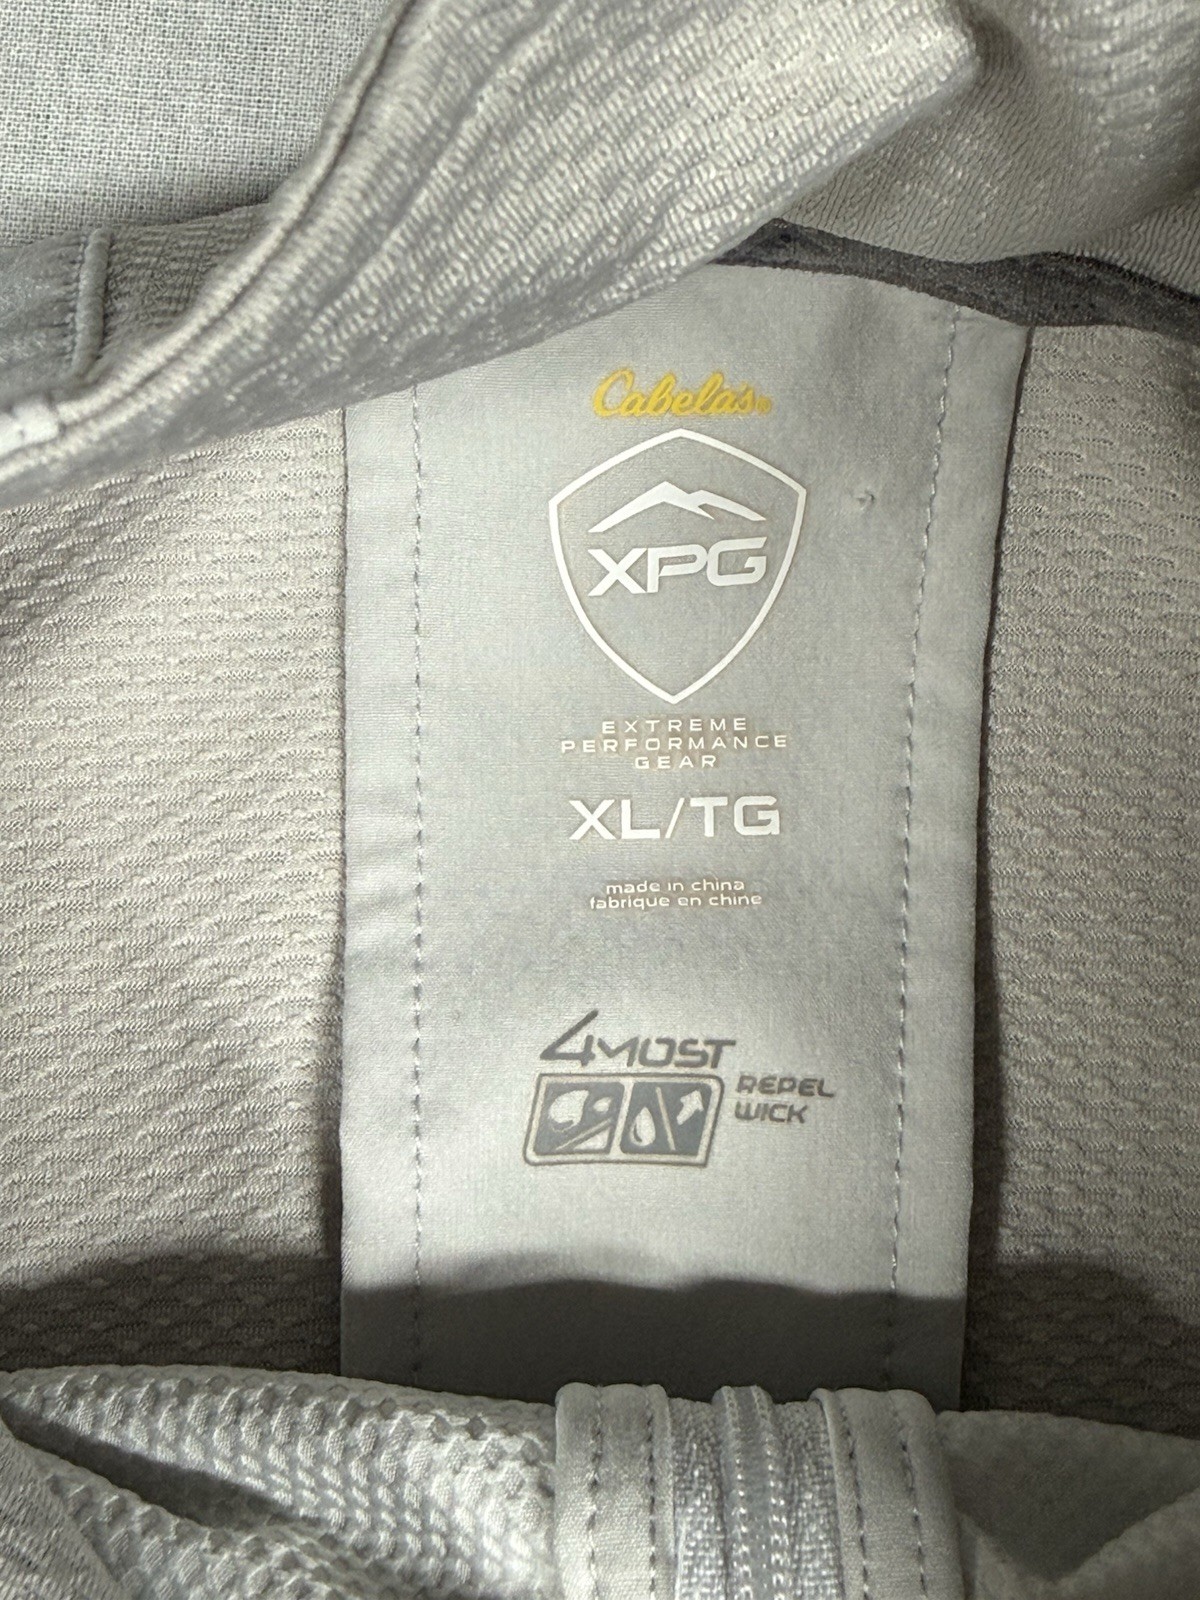 Cabela's®
XPG
EXTREME
PERFORMANCE
GEAR
XL/TG
made in china
fabrique en chine
4MOST
REPEL
WICK